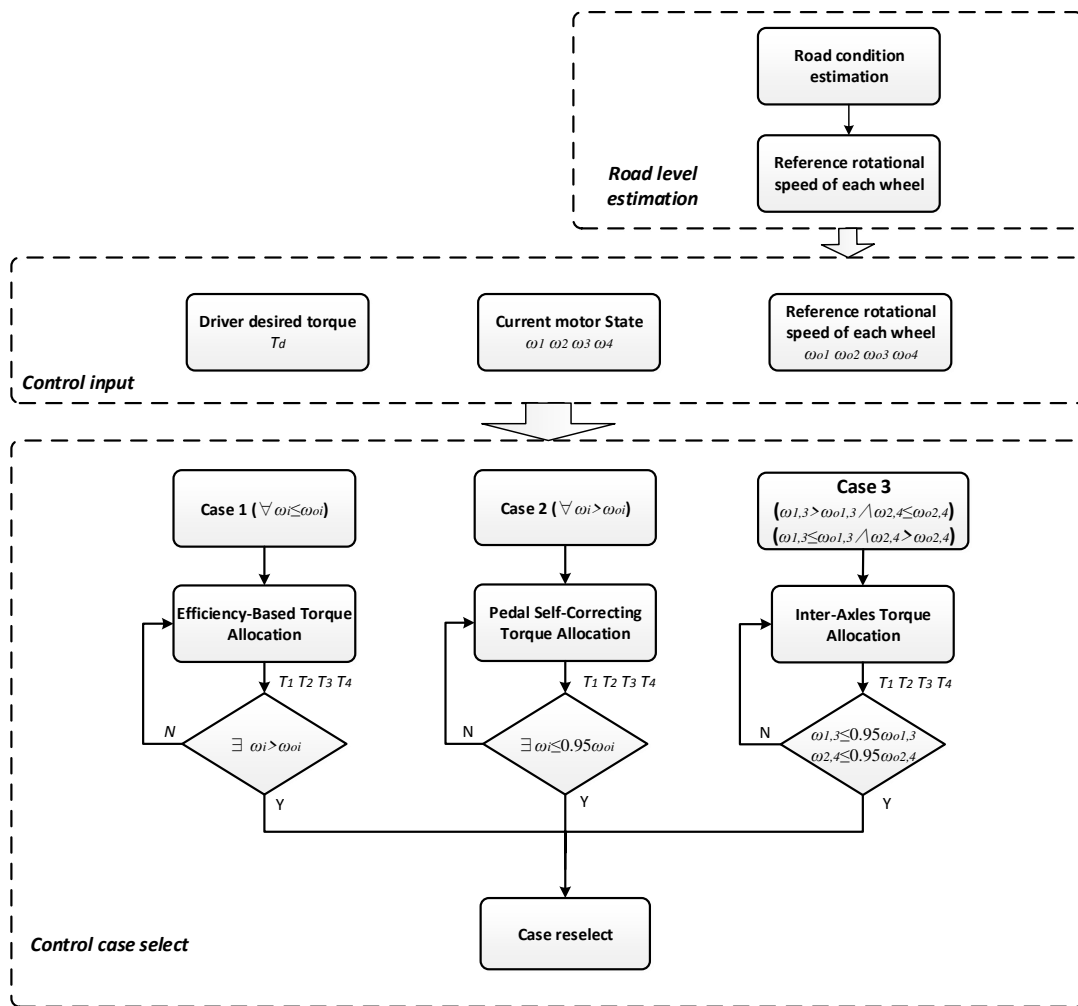 Road condition
estimation
Reference rotational
speed of each wheel
Road level
estimation
Driver desired torque
Td
Current motor State
ω1 ω2 ω3 ω4
Reference rotational
speed of each wheel
ωo1 ωo2 ωo3 ωo4
Control input
Case 1 (∀ ωi≤ωoi)
Case 2 (∀ ωi>ωoi)
Case 3
(ω1,3>ωo1,3 ∧ω2,4≤ωo2,4)
(ω1,3≤ωo1,3 ∧ω2,4>ωo2,4)
Efficiency-Based Torque
Allocation
Pedal Self-Correcting
Torque Allocation
Inter-Axles Torque
Allocation
T1 T2 T3 T4
T1 T2 T3 T4
T1 T2 T3 T4
N
∃ ωi>ωoi
N
∃ ωi≤0.95ωoi
N
ω1,3≤0.95ωo1,3
ω2,4≤0.95ωo2,4
Y
Y
Y
Case reselect
Control case select